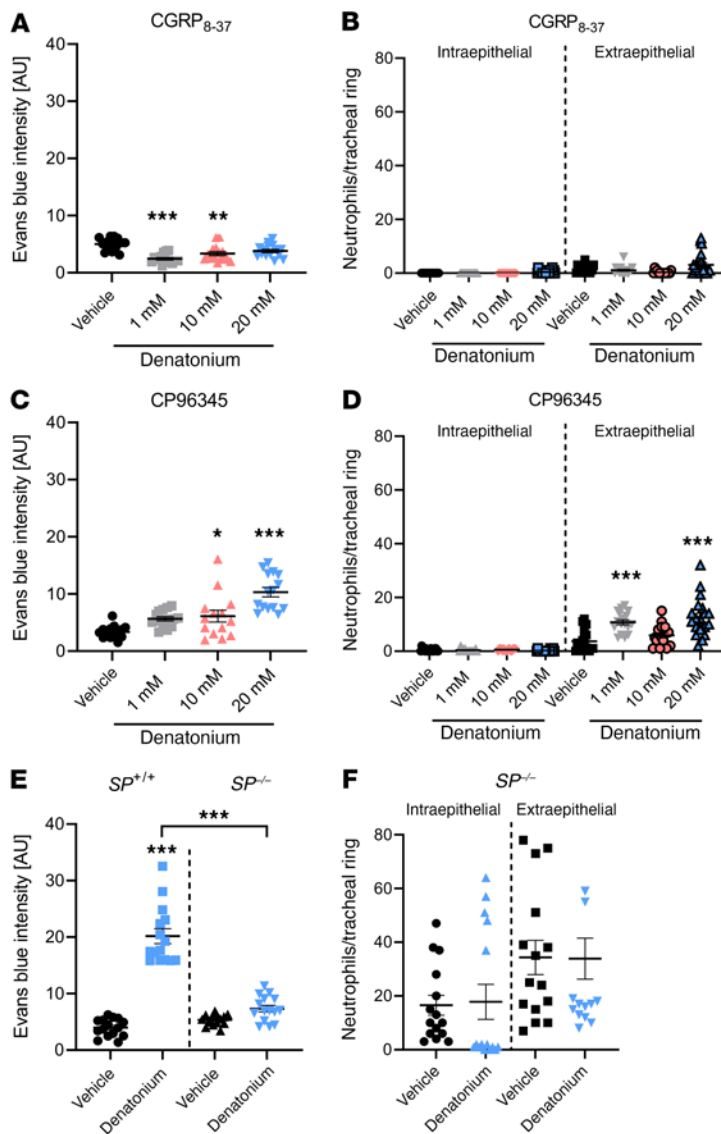 A
CGRP8-37
Evans blue intensity [AU]
40
30
20
10
0
***
**
Vehicle
1 mM
10 mM
20 mM
Denatonium
B
CGRP8-37
Intraepithelial
Extraepithelial
Neutrophils/tracheal ring
80
60
40
20
0
Vehicle
1 mM
10 mM
20 mM
Vehicle
1 mM
10 mM
20 mM
Denatonium
Denatonium
C
CP96345
Evans blue intensity [AU]
40
30
20
10
0
*
***
Vehicle
1 mM
10 mM
20 mM
Denatonium
D
CP96345
Intraepithelial
Extraepithelial
Neutrophils/tracheal ring
80
60
40
20
0
***
***
Vehicle
1 mM
10 mM
20 mM
Vehicle
1 mM
10 mM
20 mM
Denatonium
Denatonium
E
SP+/+
SP-/-
Evans blue intensity [AU]
40
30
20
10
0
***
***
Vehicle
Denatonium
Vehicle
Denatonium
F
SP-/-
Intraepithelial
Extraepithelial
Neutrophils/tracheal ring
80
60
40
20
0
Vehicle
Denatonium
Vehicle
Denatonium